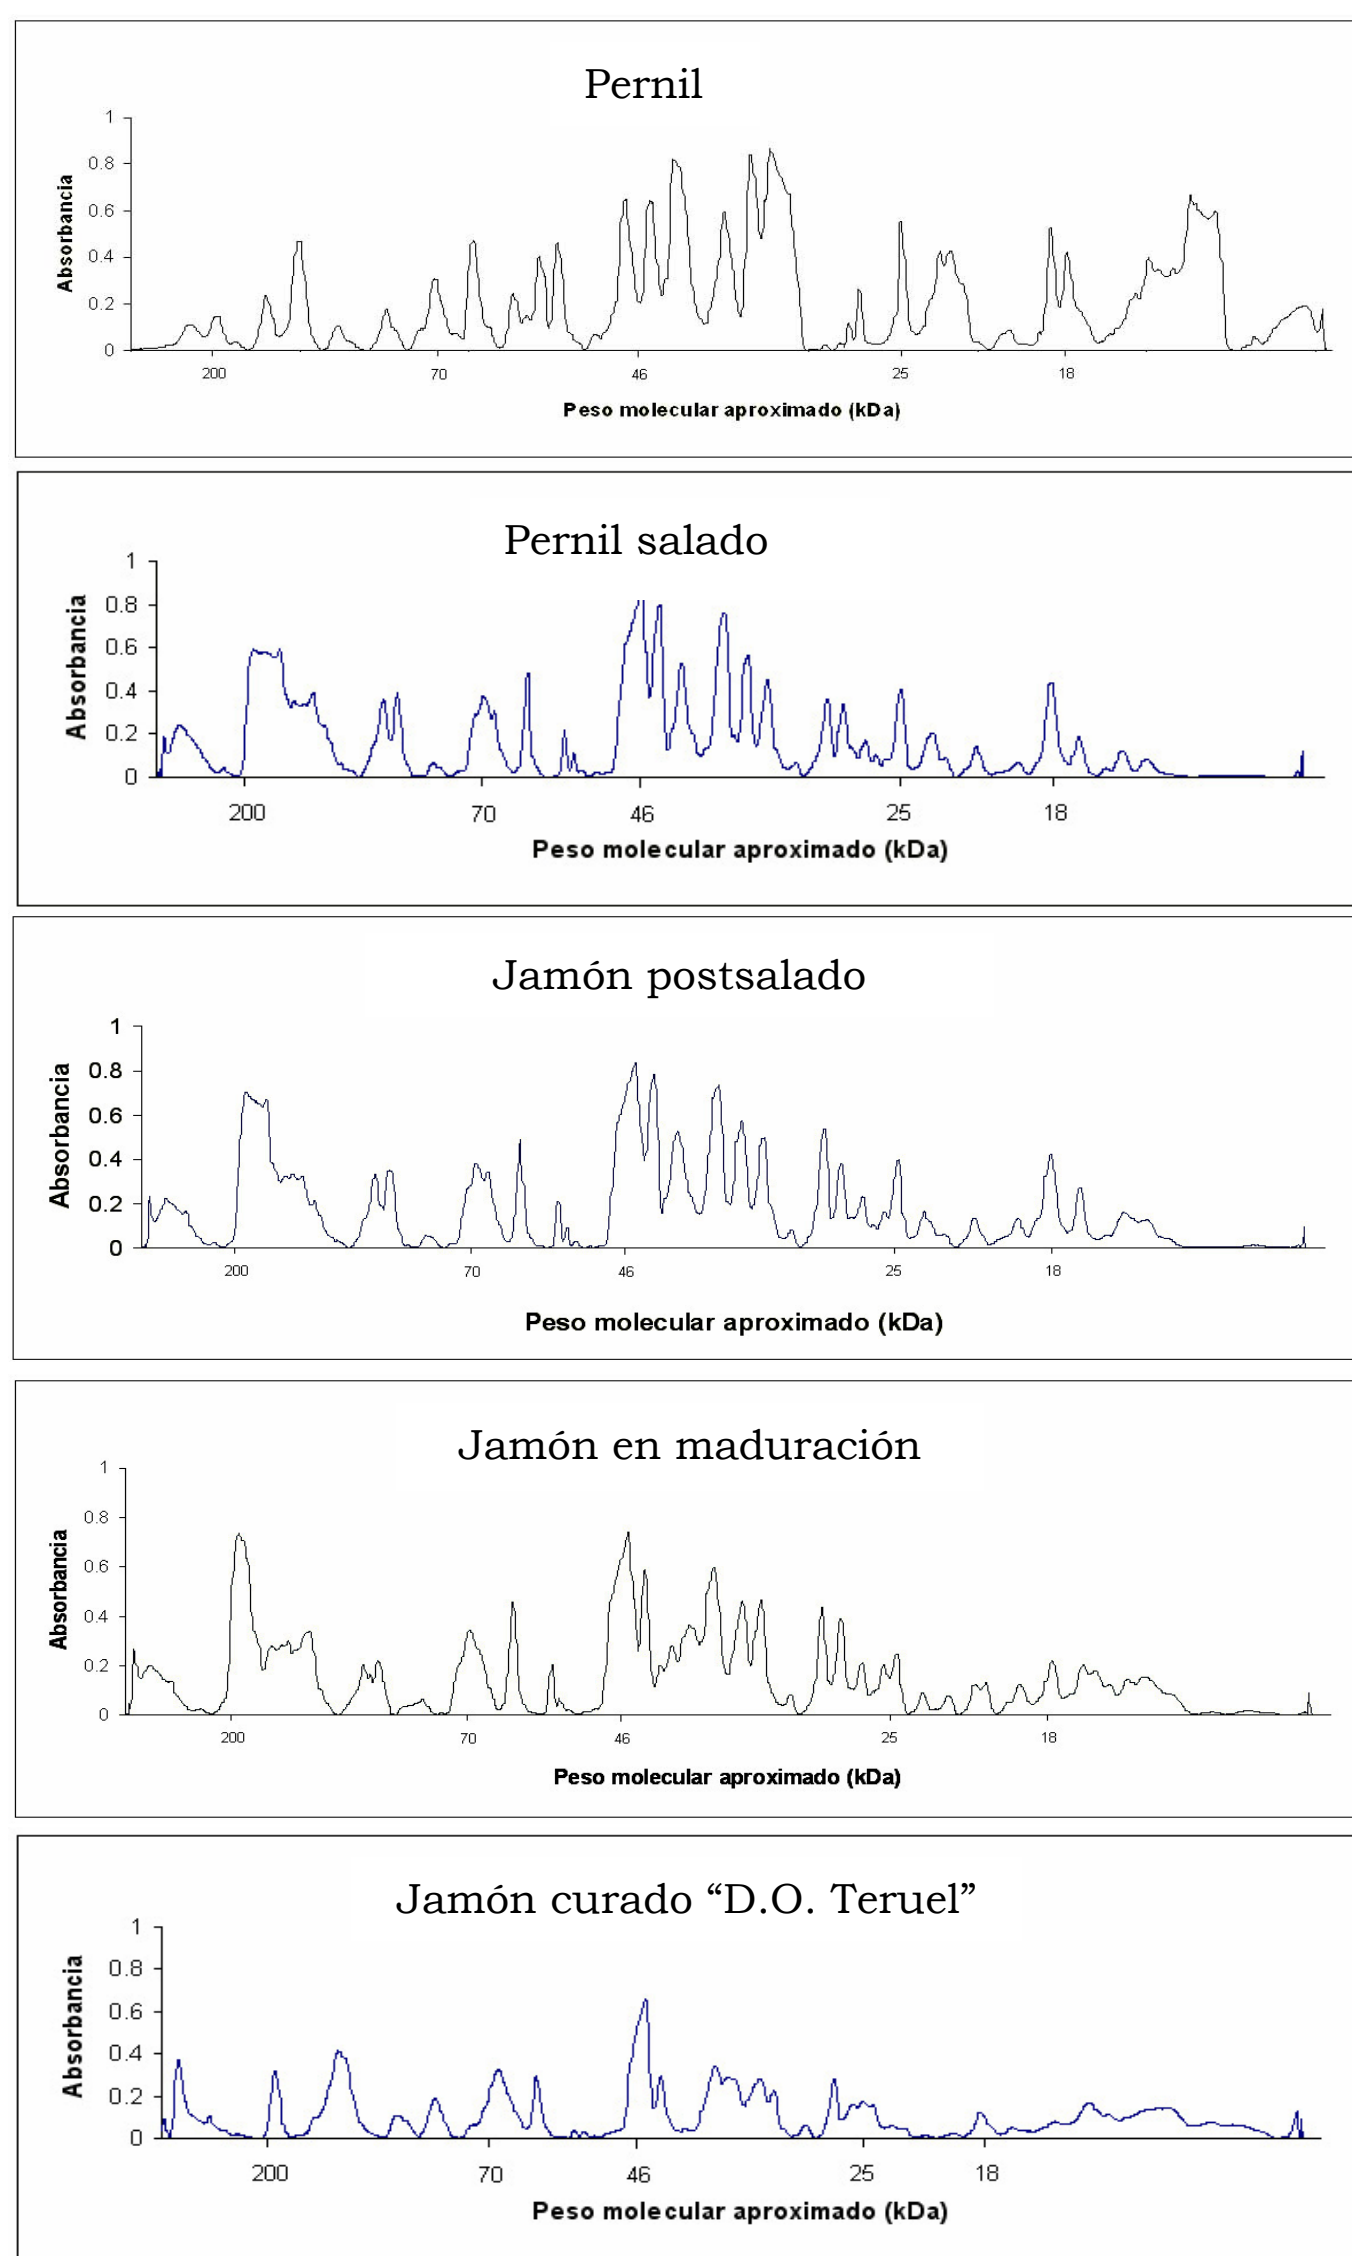 Pernil
1
0.8
0.6
0.4
0.2
0
Absorbancia
200 70 46 25 18
Peso molecular aproximado (kDa)
Pernil salado
1
0.8
0.6
0.4
0.2
0
Absorbancia
200 70 46 25 18
Peso molecular aproximado (kDa)
Jamón postsalado
1
0.8
0.6
0.4
0.2
0
Absorbancia
200 70 46 25 18
Peso molecular aproximado (kDa)
Jamón en maduración
1
0.8
0.6
0.4
0.2
0
Absorbancia
200 70 46 25 18
Peso molecular aproximado (kDa)
Jamón curado “D.O. Teruel”
1
0.8
0.6
0.4
0.2
0
Absorbancia
200 70 46 25 18
Peso molecular aproximado (kDa)